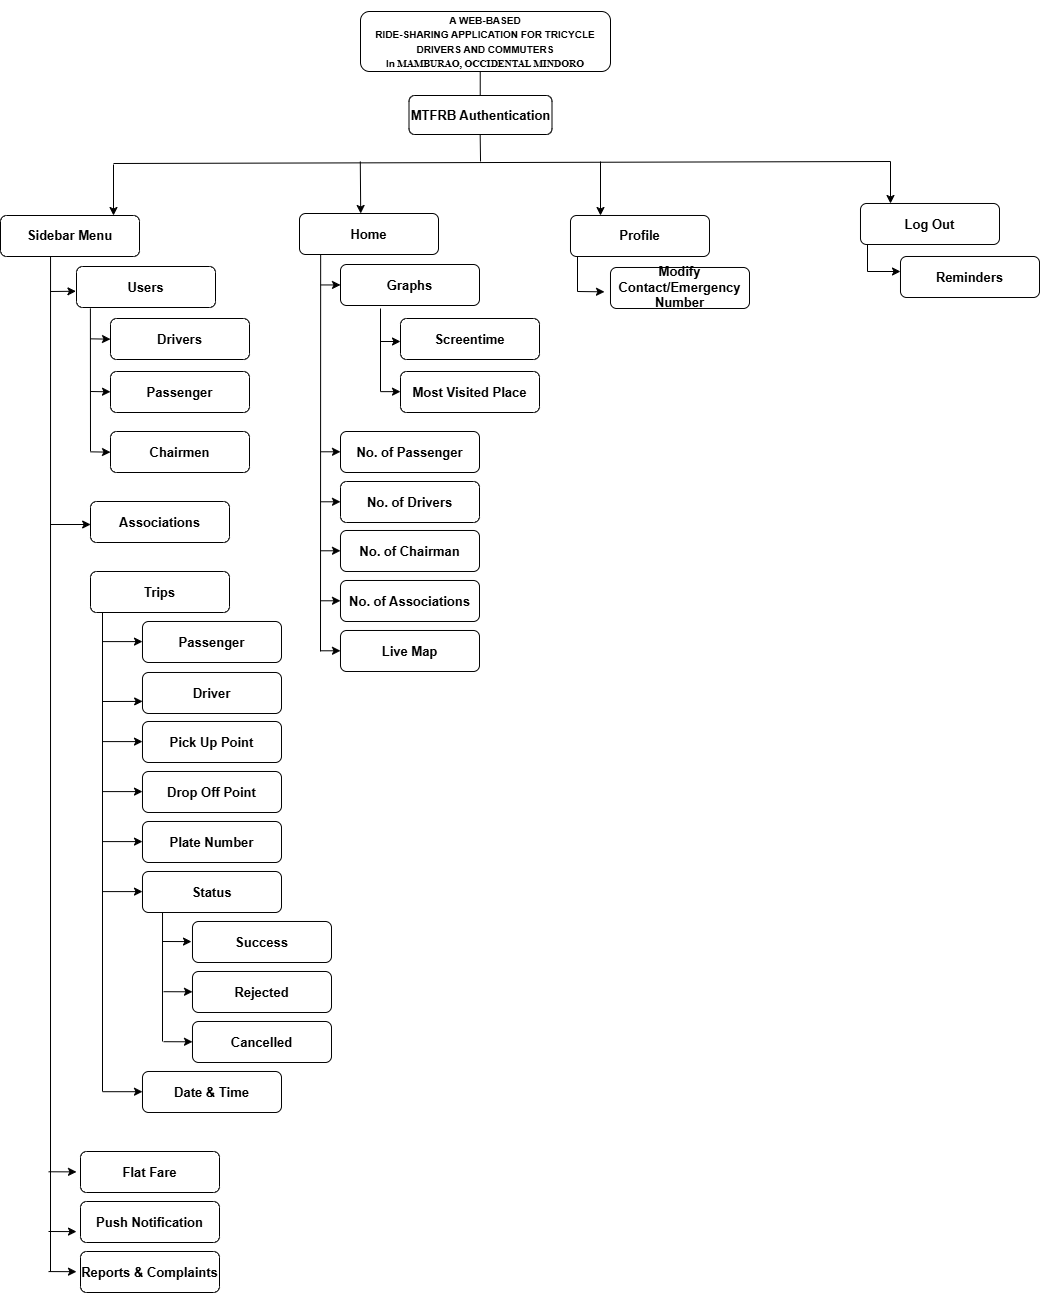 A WEB-BASED
RIDE-SHARING APPLICATION FOR TRICYCLE
DRIVERS AND COMMUTERS
In MAMBURAO, OCCIDENTAL MINDORO
MTFRB Authentication
Sidebar Menu
Users
Drivers
Passenger
Chairmen
Associations
Trips
Passenger
Driver
Pick Up Point
Drop Off Point
Plate Number
Status
Success
Rejected
Cancelled
Date & Time
Flat Fare
Push Notification
Reports & Complaints
Home
Graphs
Screentime
Most Visited Place
No. of Passenger
No. of Drivers
No. of Chairman
No. of Associations
Live Map
Profile
Modify
Contact/Emergency
Number
Log Out
Reminders